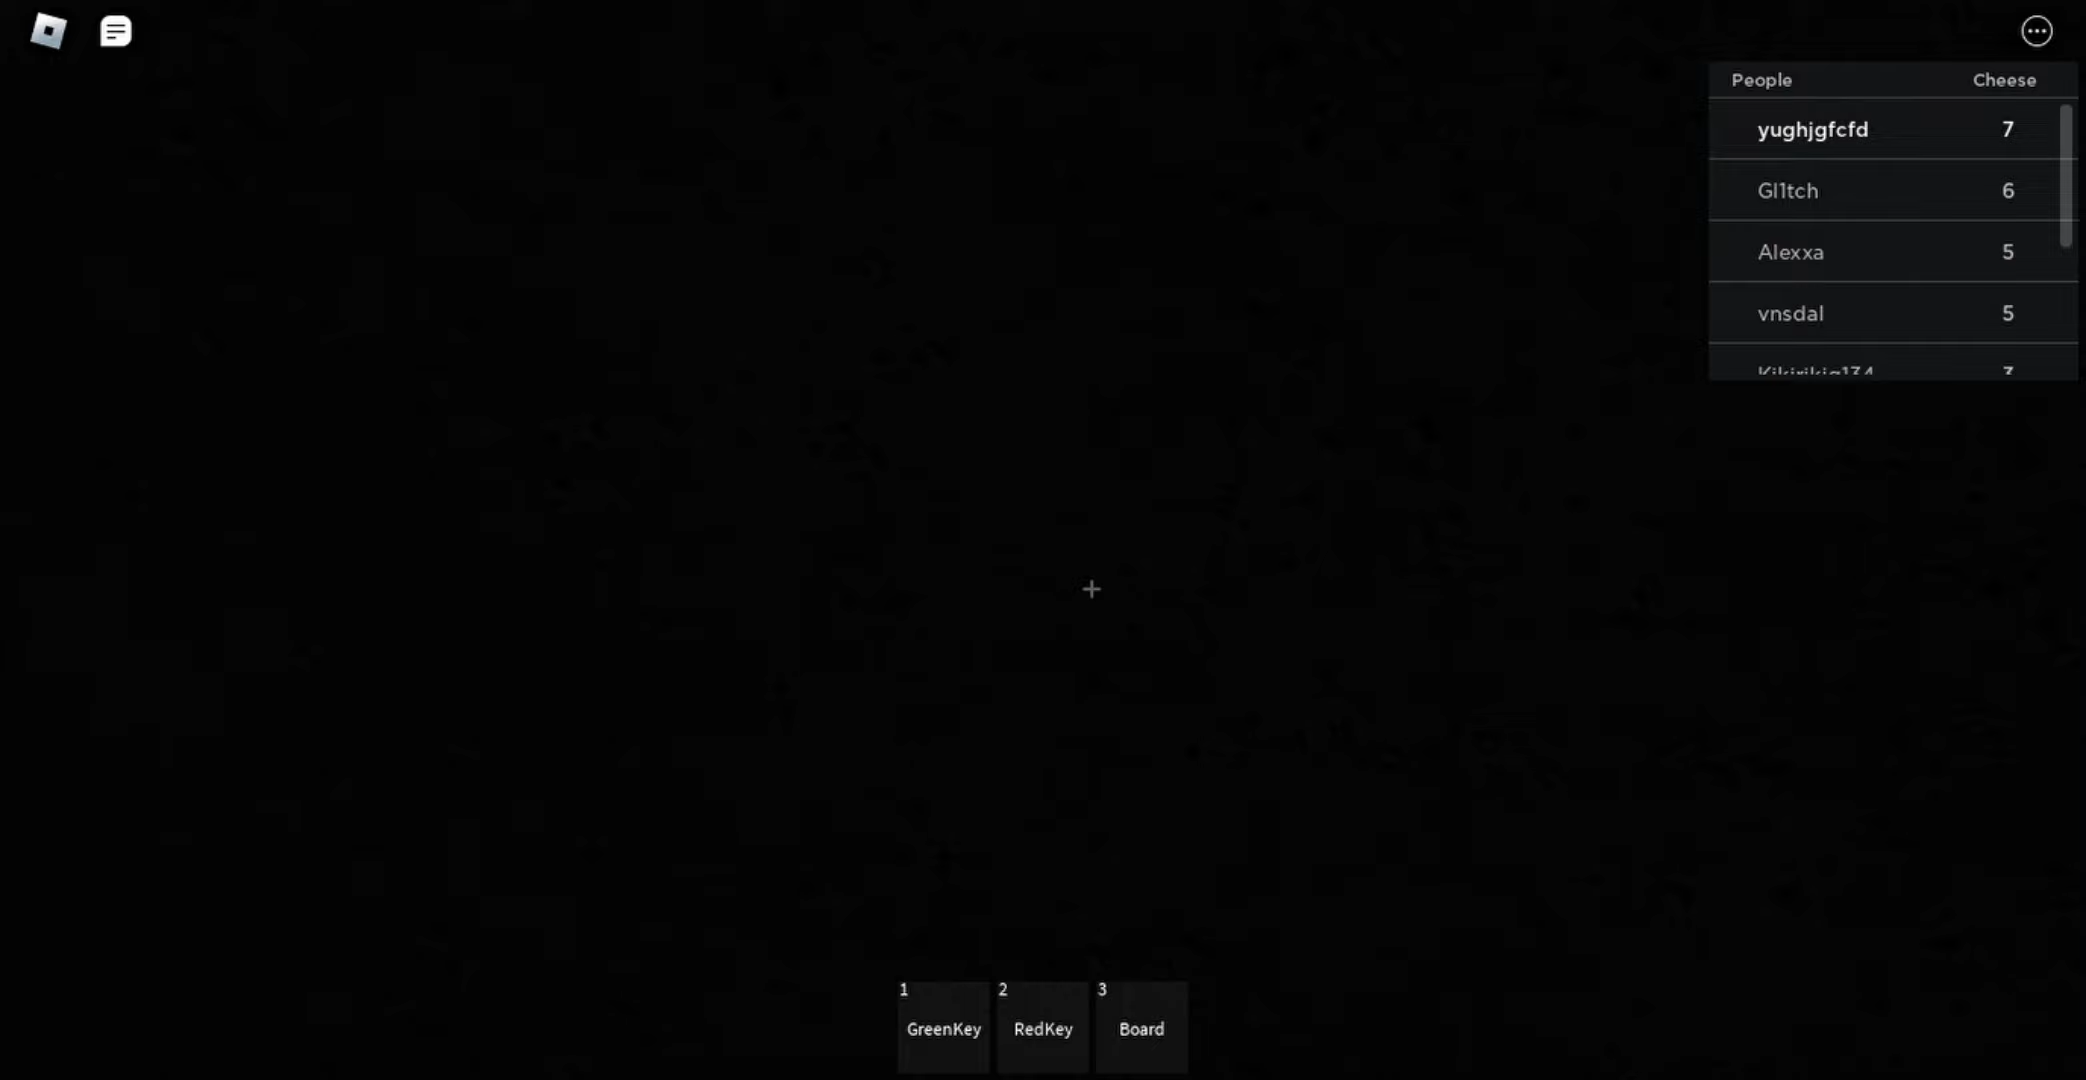 People Cheese
yughjgfcfd 7
Gl1tch 6
Alexxa 5
vnsdal 5
1 2 3
GreenKey RedKey Board